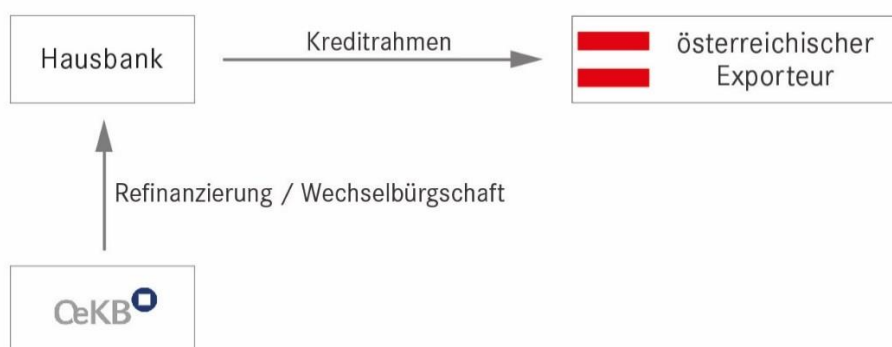 Hausbank
Kreditrahmen
österreichischer
Exporteur
Refinanzierung / Wechselbürgschaft
OeKB